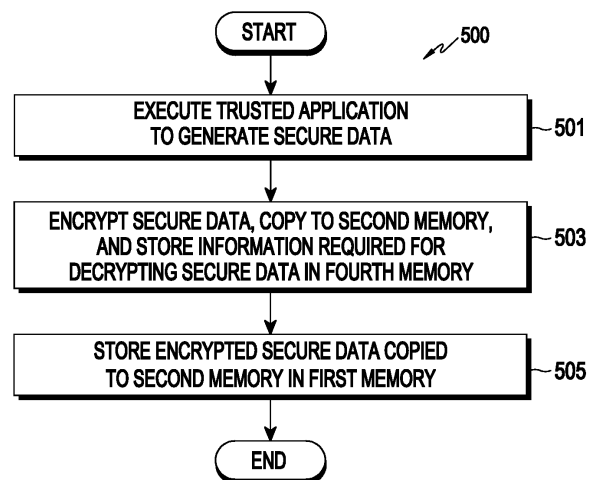 START
500
EXECUTE TRUSTED APPLICATION
TO GENERATE SECURE DATA
501
ENCRYPT SECURE DATA, COPY TO SECOND MEMORY,
AND STORE INFORMATION REQUIRED FOR
DECRYPTING SECURE DATA IN FOURTH MEMORY
503
STORE ENCRYPTED SECURE DATA COPIED
TO SECOND MEMORY IN FIRST MEMORY
505
END